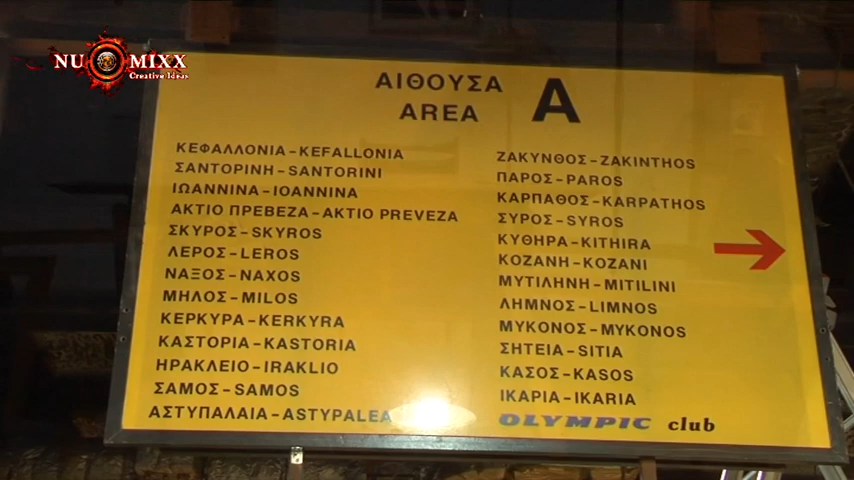 NU MIXX
Creative Ideas
ΑΙΘΟΥΣΑ A
AREA
ΚΕΦΑΛΛΟΝΙΑ-KEFALLONIA
ΣΑΝΤΟΡΙΝΗ-SANTORINI
ΙΩΑΝΝΙΝΑ-IOANNINA
ΑΚΤΙΟ ΠΡΕΒΕΖΑ-AKTIO PREVEZA
ΣΚΥΡΟΣ-SKYROS
ΛΕΡΟΣ-LEROS
ΝΑΞΟΣ-NAXOS
ΜΗΛΟΣ-MILOS
ΚΕΡΚΥΡΑ-KERKYRA
ΚΑΣΤΟΡΙΑ-KASTORIA
ΗΡΑΚΛΕΙΟ-IRAKLIO
ΣΑΜΟΣ-SAMOS
ΑΣΤΥΠΑΛΑΙΑ-ASTYPALEA
ΖΑΚΥΝΘΟΣ-ZAKINTHOS
ΠΑΡΟΣ-PAROS
ΚΑΡΠΑΘΟΣ-KARPATHOS
ΣΥΡΟΣ-SYROS
ΚΥΘΗΡΑ-KITHIRA
ΚΟΖΑΝΗ-KOZANI
ΜΥΤΙΛΗΝΗ-MITILINI
ΛΗΜΝΟΣ-LIMNOS
ΜΥΚΟΝΟΣ-MYKONOS
ΣΗΤΕΙΑ-SITIA
ΚΑΣΟΣ-KASOS
ΙΚΑΡΙΑ-IKARIA
OLYMPIC club